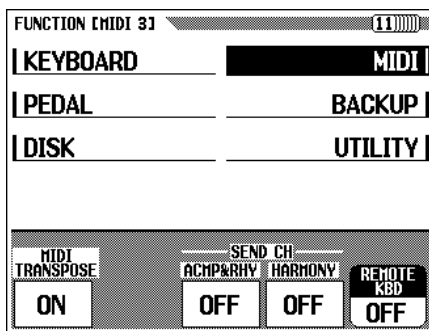 FUNCTION [MIDI 3] 11
KEYBOARD MIDI
PEDAL BACKUP
DISK UTILITY
MIDI
TRANSPOSE
ON
SEND CH
ACMP&RHY HARMONY
OFF OFF
REMOTE
KBD
OFF